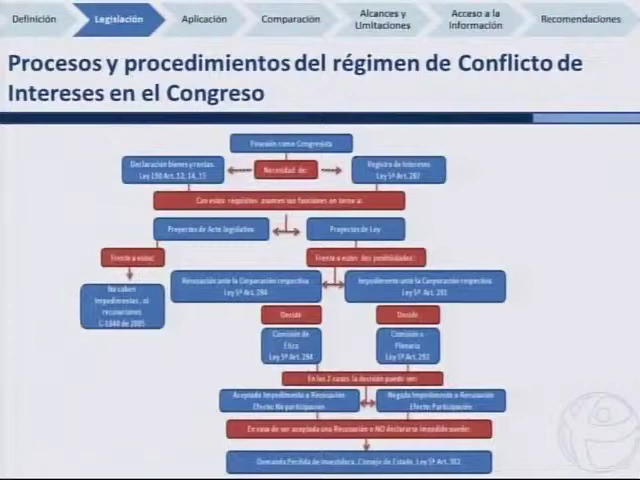 Definición
Legislación
Aplicación
Comparación
Alcances y
Limitaciones
Acceso a la
Información
Recomendaciones
Procesos y procedimientos del régimen de Conflicto de
Intereses en el Congreso
Posesión como Congresista
Declaración bienes y rentas.
Ley 190 Art. 13, 14, 15
Necesidad de:
Registro de Intereses
Ley 5ª Art. 287
Con estos requisitos asumen sus funciones en torno a:
Proyectos de Acto legislativo
Proyectos de Ley
Frente a estos:
Frente a estos dos posibilidades:
No caben
impedimentos, ni
recusaciones
C-1040 de 2005
Recusación ante la Corporación respectiva
Ley 5ª Art. 294
Impedimento ante la Corporación respectiva
Ley 5ª Art.
Decide
Decide
Comisión de
Ética
Ley 5ª Art. 294
Comisión o
Plenaria
Ley 5ª Art. 293
En los 2 casos la decisión puede ser:
Aceptado Impedimento o Recusación
Efecto: No participación
Negado Impedimento o Recusación
Efecto: Participación
En caso de ser aceptada una Recusación o NO declararse impedido puede:
Demanda Pérdida de Investidura, Consejo de Estado, Ley 5ª Art.